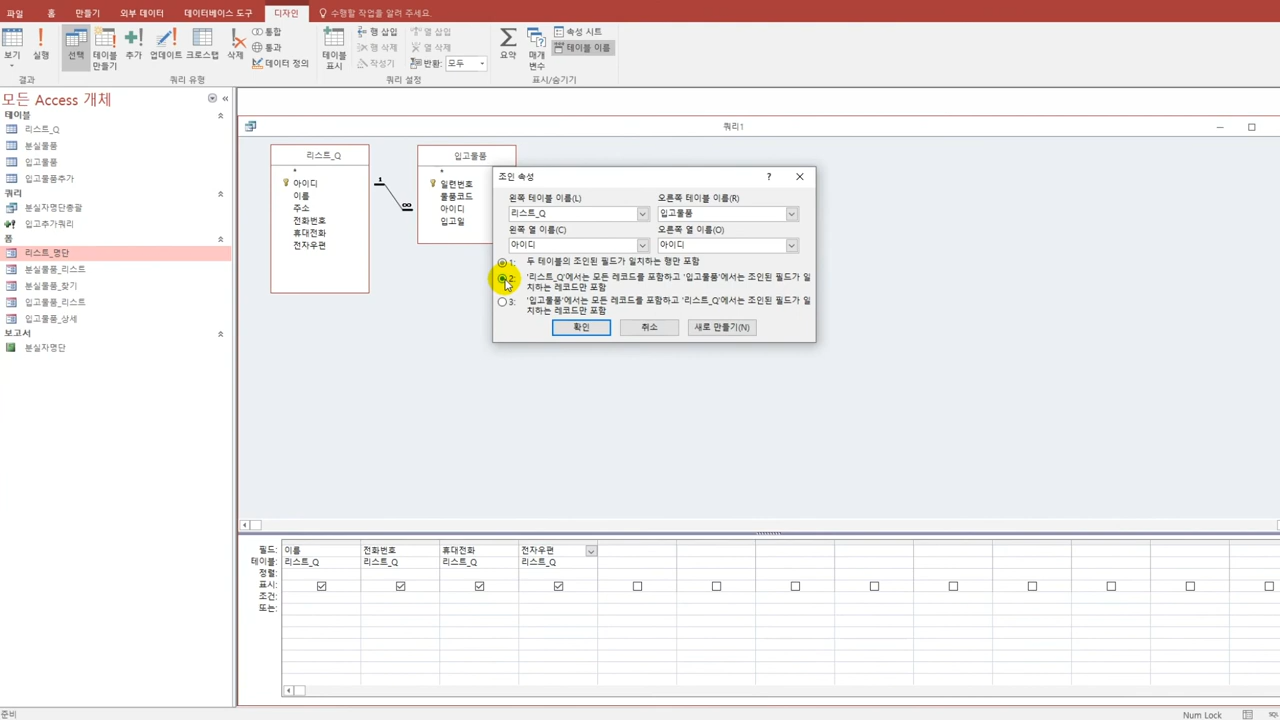 파일 홈 만들기 외부 데이터 데이터베이스 도구 디자인 수행할 작업을 알려 주세요.
보기 실행 선택 테이블 만들기 추가 업데이트 크로스탭 삭제 통합 통과 데이터 정의 테이블 표시 행 삽입 행 삭제 작성기 열 삽입 열 삭제 반환: 모두 요약 매개 변수 속성 시트 테이블 이름
결과 쿼리 유형 쿼리 설정 표시/숨기기
모든 Access 개체
테이블
리스트_Q
분실물품
입고물품
입고물품추가
쿼리
분실자명단총괄
입고추가쿼리
폼
리스트_명단
분실물품_리스트
분실물품_찾기
입고물품_리스트
입고물품_상세
보고서
분실자명단
쿼리1
리스트_Q
*
아이디
이름
주소
전화번호
휴대전화
전자우편
1
∞
입고물품
*
일련번호
물품코드
아이디
입고일
조인 속성 ?
왼쪽 테이블 이름(L) 오른쪽 테이블 이름(R)
리스트_Q 입고물품
왼쪽 열 이름(C) 오른쪽 열 이름(O)
아이디 아이디
1: 두 테이블의 조인된 필드가 일치하는 행만 포함
2: '리스트_Q'에서는 모든 레코드를 포함하고 '입고물품'에서는 조인된 필드가 일
치하는 레코드만 포함
3: '입고물품'에서는 모든 레코드를 포함하고 '리스트_Q'에서는 조인된 필드가 일
치하는 레코드만 포함
확인 취소 새로 만들기(N)
필드: 이름 전화번호 휴대전화 전자우편
테이블: 리스트_Q 리스트_Q 리스트_Q 리스트_Q
정렬:
표시:
조건:
또는:
준비 Num Lock SQL